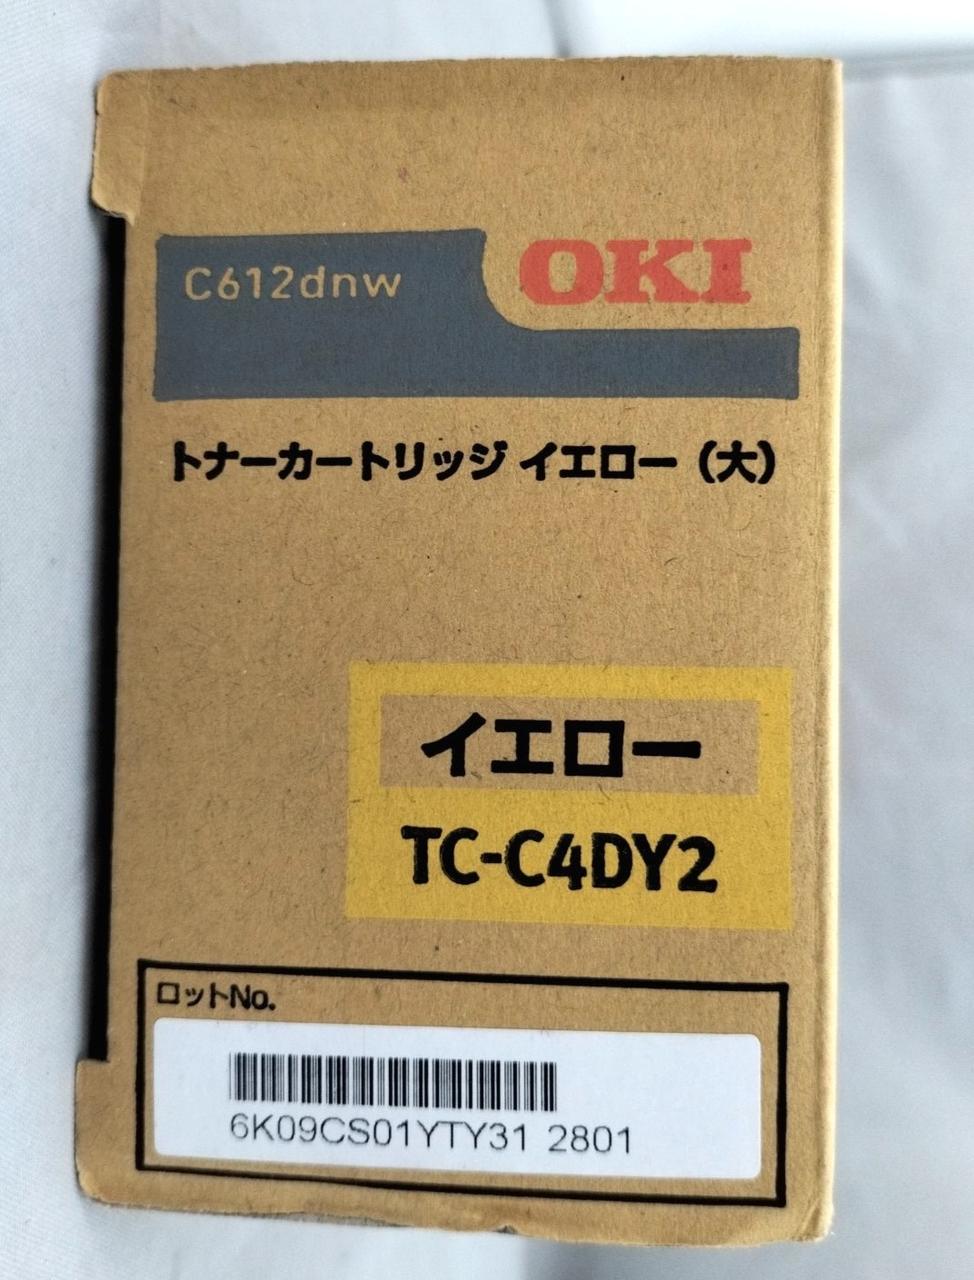 C612dnw
OKI
トナーカートリッジ イエロー（大）
イエロー
TC-C4DY2
ロットNo.
6K09CS01YTY31 2801